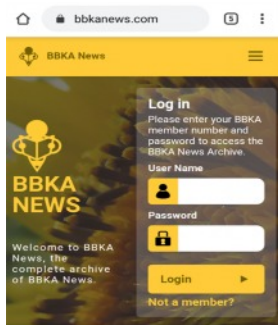 bbkanews.com
5
BBKA News
Log in
Please enter your BBKA
member number and
password to access the
BBKA News Archive.
User Name
BBKA
NEWS
Password
Welcome to BBKA
News, the
complete archive
of BBKA News.
Login
Not a member?